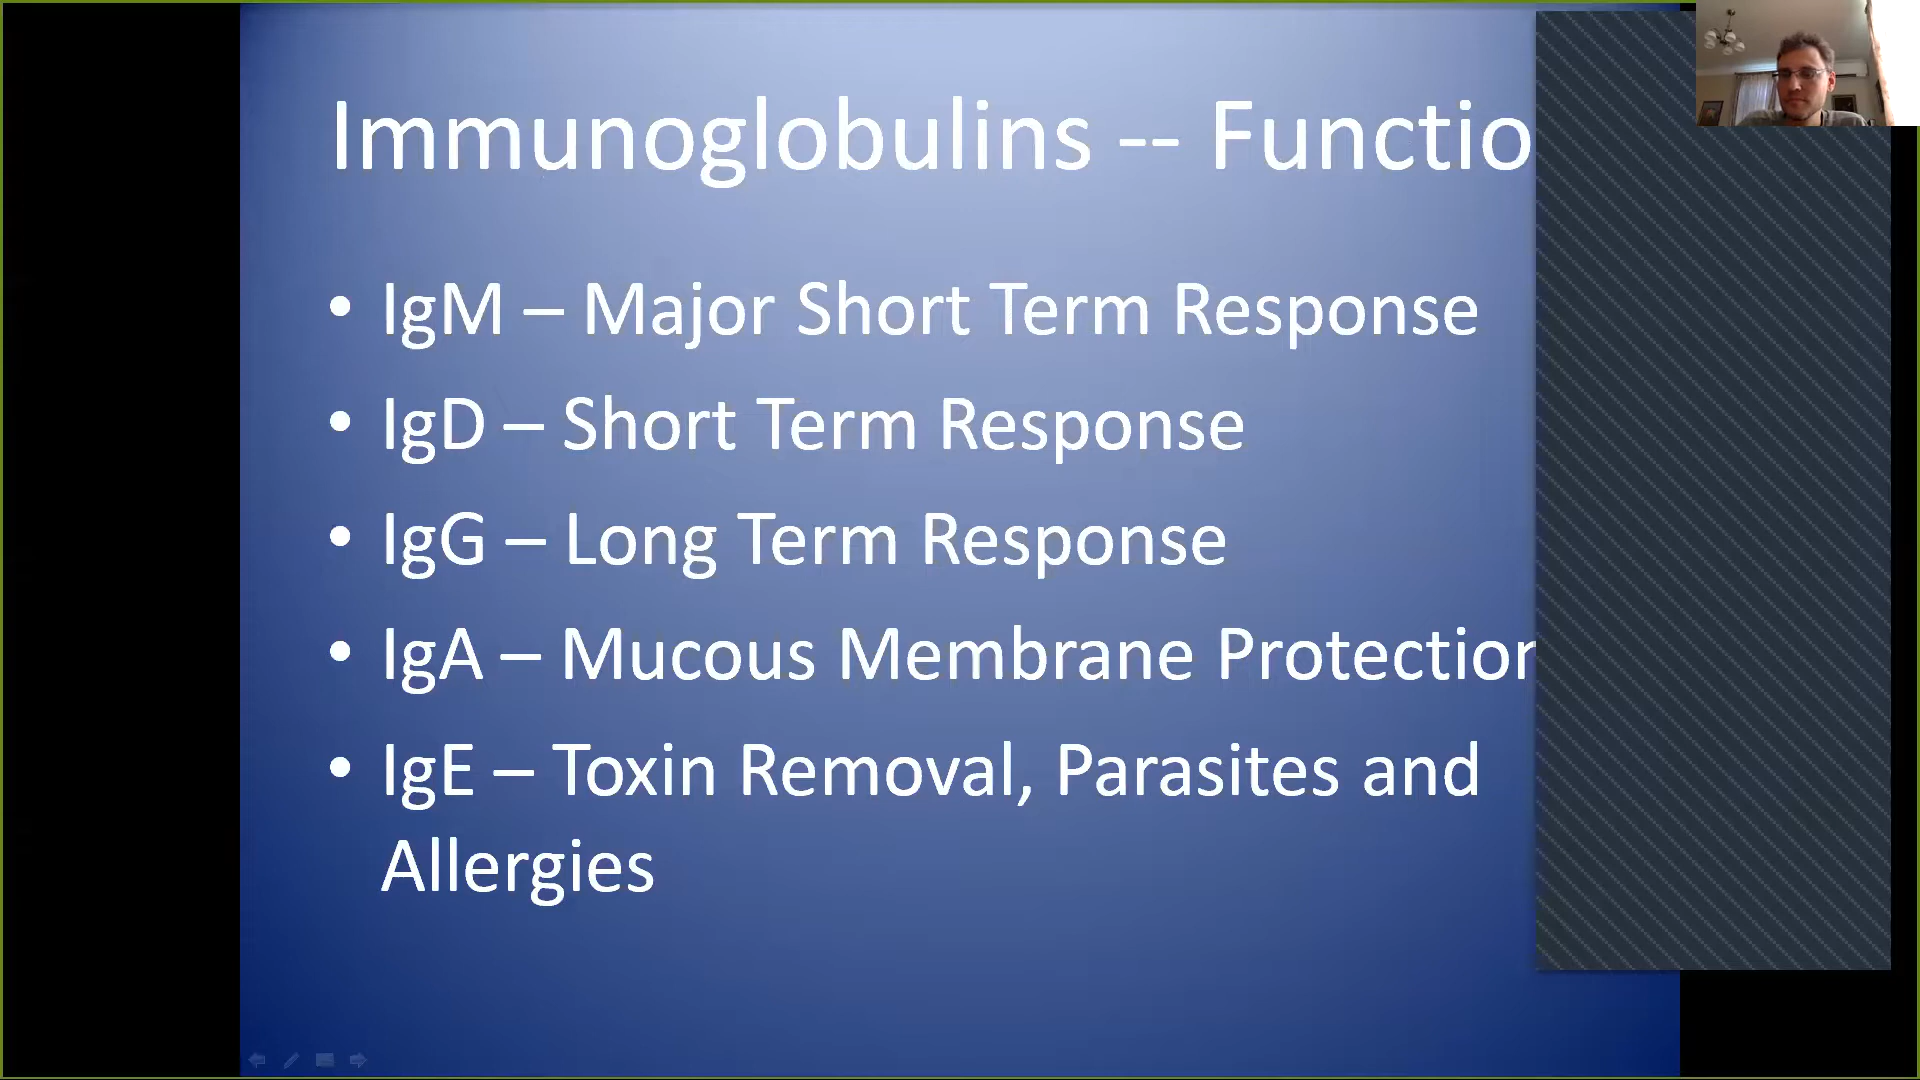 Immunoglobulins -- Functio
• IgM – Major Short Term Response
• IgD – Short Term Response
• IgG – Long Term Response
• IgA – Mucous Membrane Protection
• IgE – Toxin Removal, Parasites and
Allergies